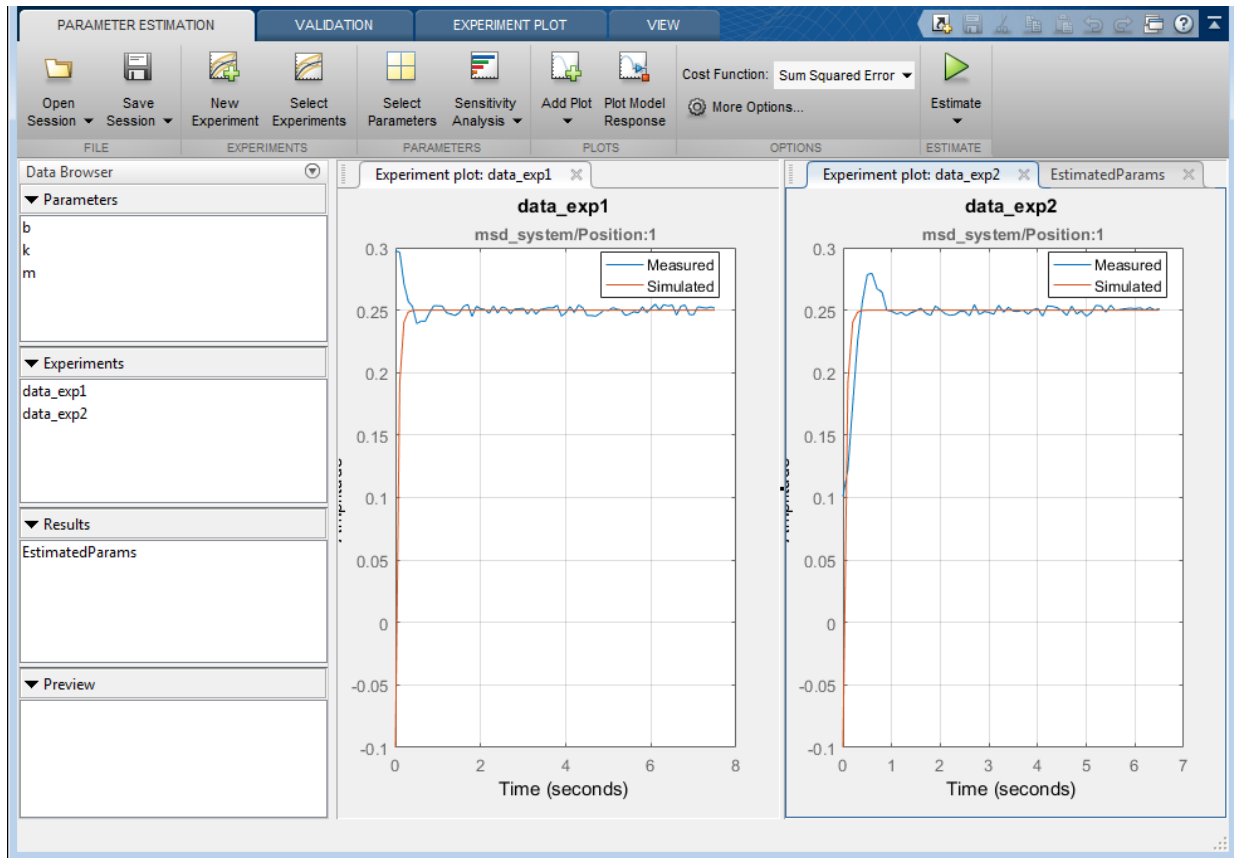 PARAMETER ESTIMATION VALIDATION EXPERIMENT PLOT VIEW
Open Session Save Session New Experiment Select Experiments Select Parameters Sensitivity Analysis Add Plot Plot Model Response Cost Function: Sum Squared Error Estimate
More Options...
FILE EXPERIMENTS PARAMETERS PLOTS OPTIONS ESTIMATE
Data Browser
Parameters
b
k
m
Experiments
data_exp1
data_exp2
Results
EstimatedParams
Preview
Experiment plot: data_exp1
data_exp1
msd_system/Position:1
Measured
Simulated
0.3
0.25
0.2
0.15
0.1
0.05
0
-0.05
-0.1
0 2 4 6 8
Time (seconds)
Experiment plot: data_exp2 EstimatedParams
data_exp2
msd_system/Position:1
Measured
Simulated
0.3
0.25
0.2
0.15
0.1
0.05
0
-0.05
-0.1
0 1 2 3 4 5 6 7
Time (seconds)